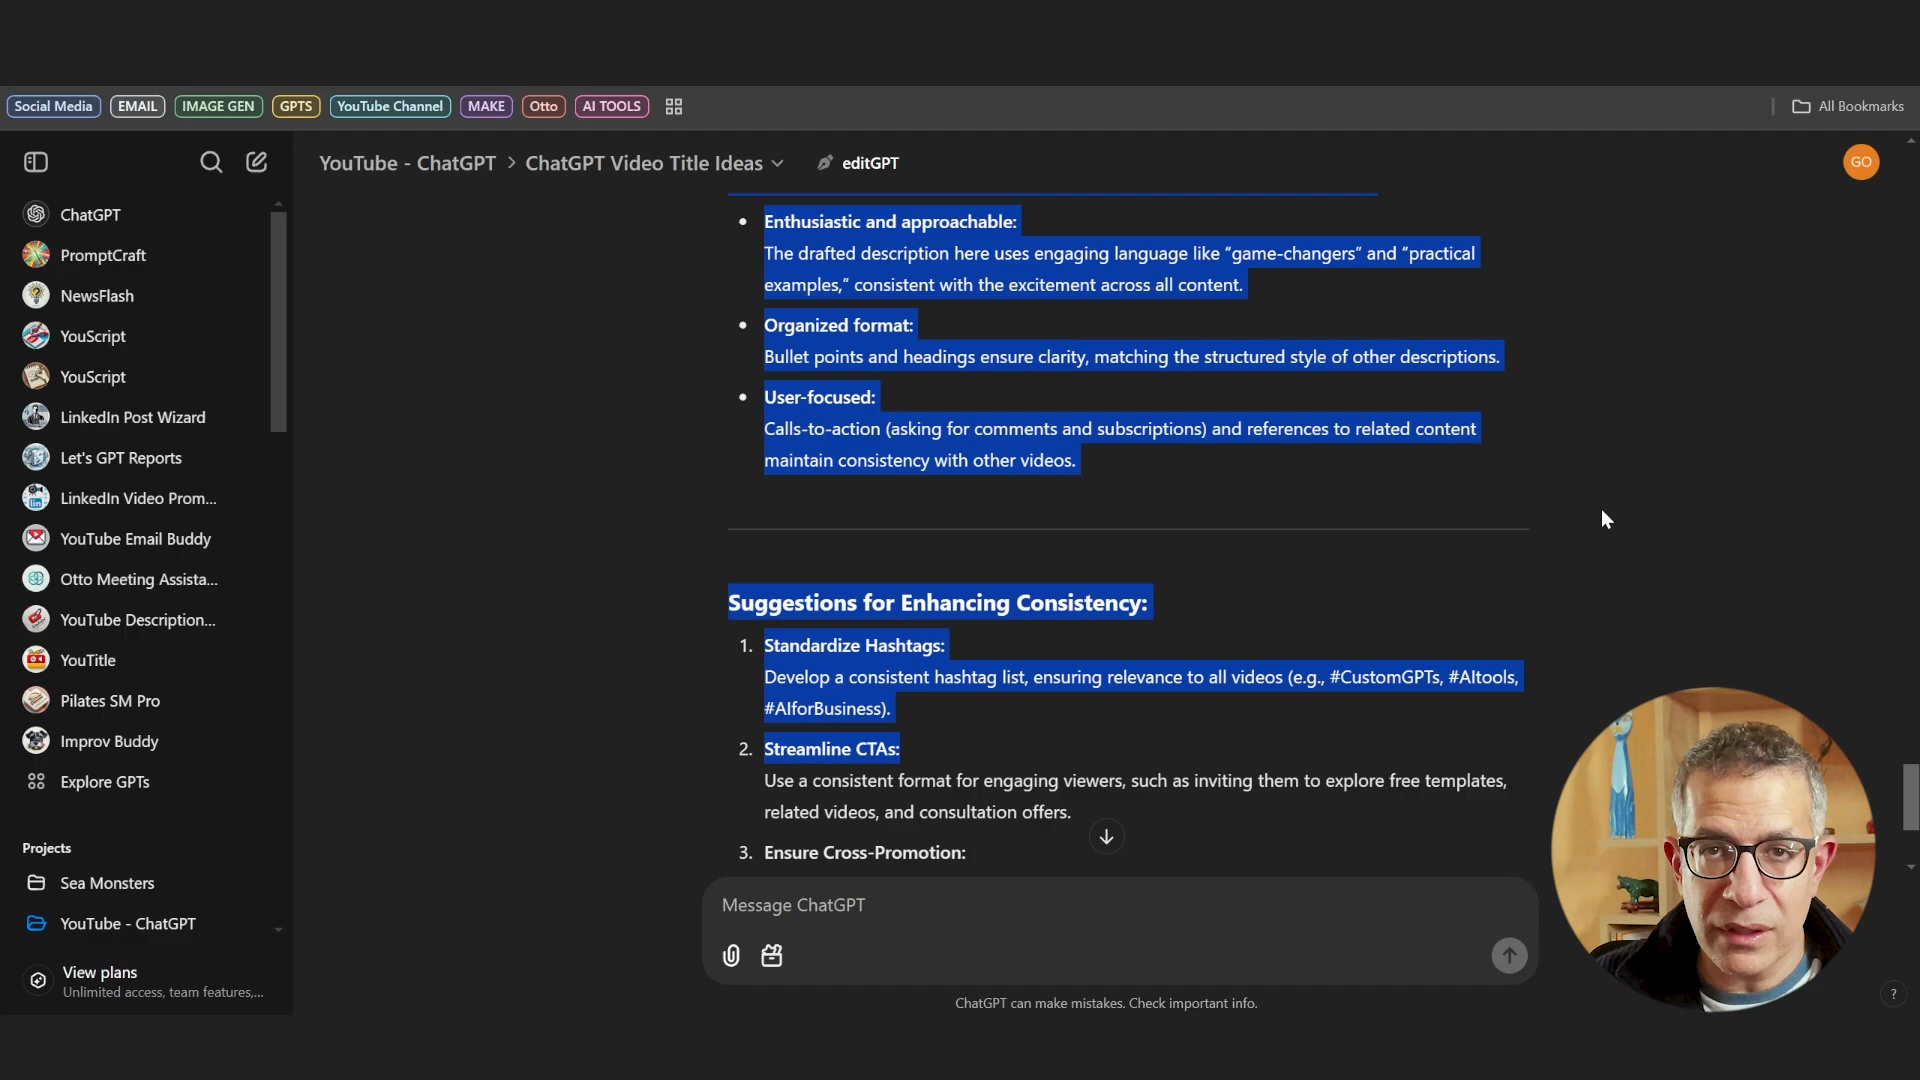 Social Media EMAIL IMAGE GEN GPTS YouTube Channel MAKE Otto AI TOOLS All Bookmarks
YouTube - ChatGPT > ChatGPT Video Title Ideas editGPT GO
ChatGPT
PromptCraft
NewsFlash
YouScript
YouScript
LinkedIn Post Wizard
Let's GPT Reports
LinkedIn Video Prom...
YouTube Email Buddy
Otto Meeting Assista...
YouTube Description...
YouTitle
Pilates SM Pro
Improv Buddy
Explore GPTs
Projects
Sea Monsters
YouTube - ChatGPT
View plans
Unlimited access, team features,...
• Enthusiastic and approachable:
The drafted description here uses engaging language like “game-changers” and “practical
examples,” consistent with the excitement across all content.
• Organized format:
Bullet points and headings ensure clarity, matching the structured style of other descriptions.
• User-focused:
Calls-to-action (asking for comments and subscriptions) and references to related content
maintain consistency with other videos.
Suggestions for Enhancing Consistency:
1. Standardize Hashtags:
Develop a consistent hashtag list, ensuring relevance to all videos (e.g., #CustomGPTs, #AItools,
#AIforBusiness).
2. Streamline CTAs:
Use a consistent format for engaging viewers, such as inviting them to explore free templates,
related videos, and consultation offers.
3. Ensure Cross-Promotion:
Message ChatGPT
ChatGPT can make mistakes. Check important info.
?